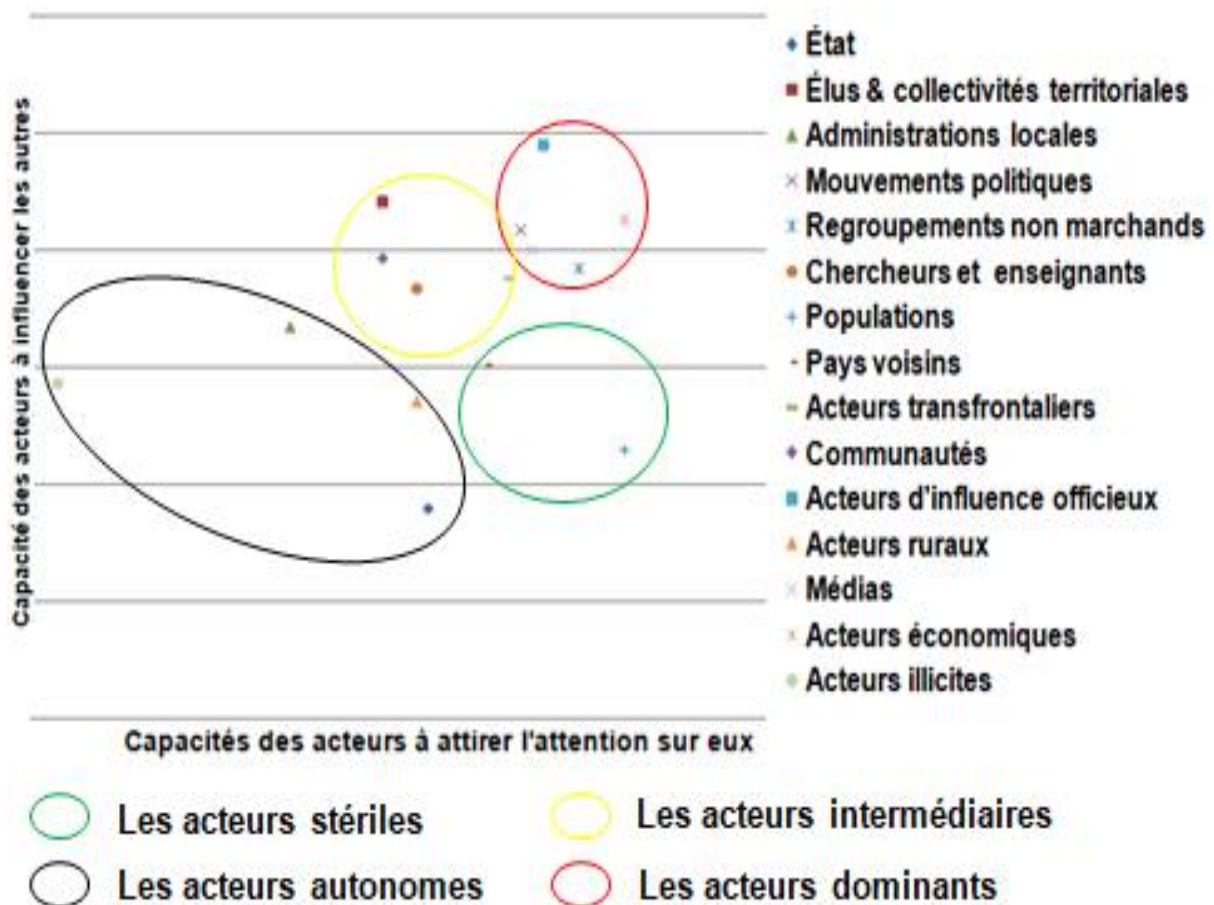 Capacité des acteurs à influencer les autres
État
Élus & collectivités territoriales
Administrations locales
Mouvements politiques
Regroupements non marchands
Chercheurs et enseignants
Populations
Pays voisins
Acteurs transfrontaliers
Communautés
Acteurs d'influence officieux
Acteurs ruraux
Médias
Acteurs économiques
Acteurs illicites
Capacités des acteurs à attirer l'attention sur eux
Les acteurs stériles
Les acteurs intermédiaires
Les acteurs autonomes
Les acteurs dominants